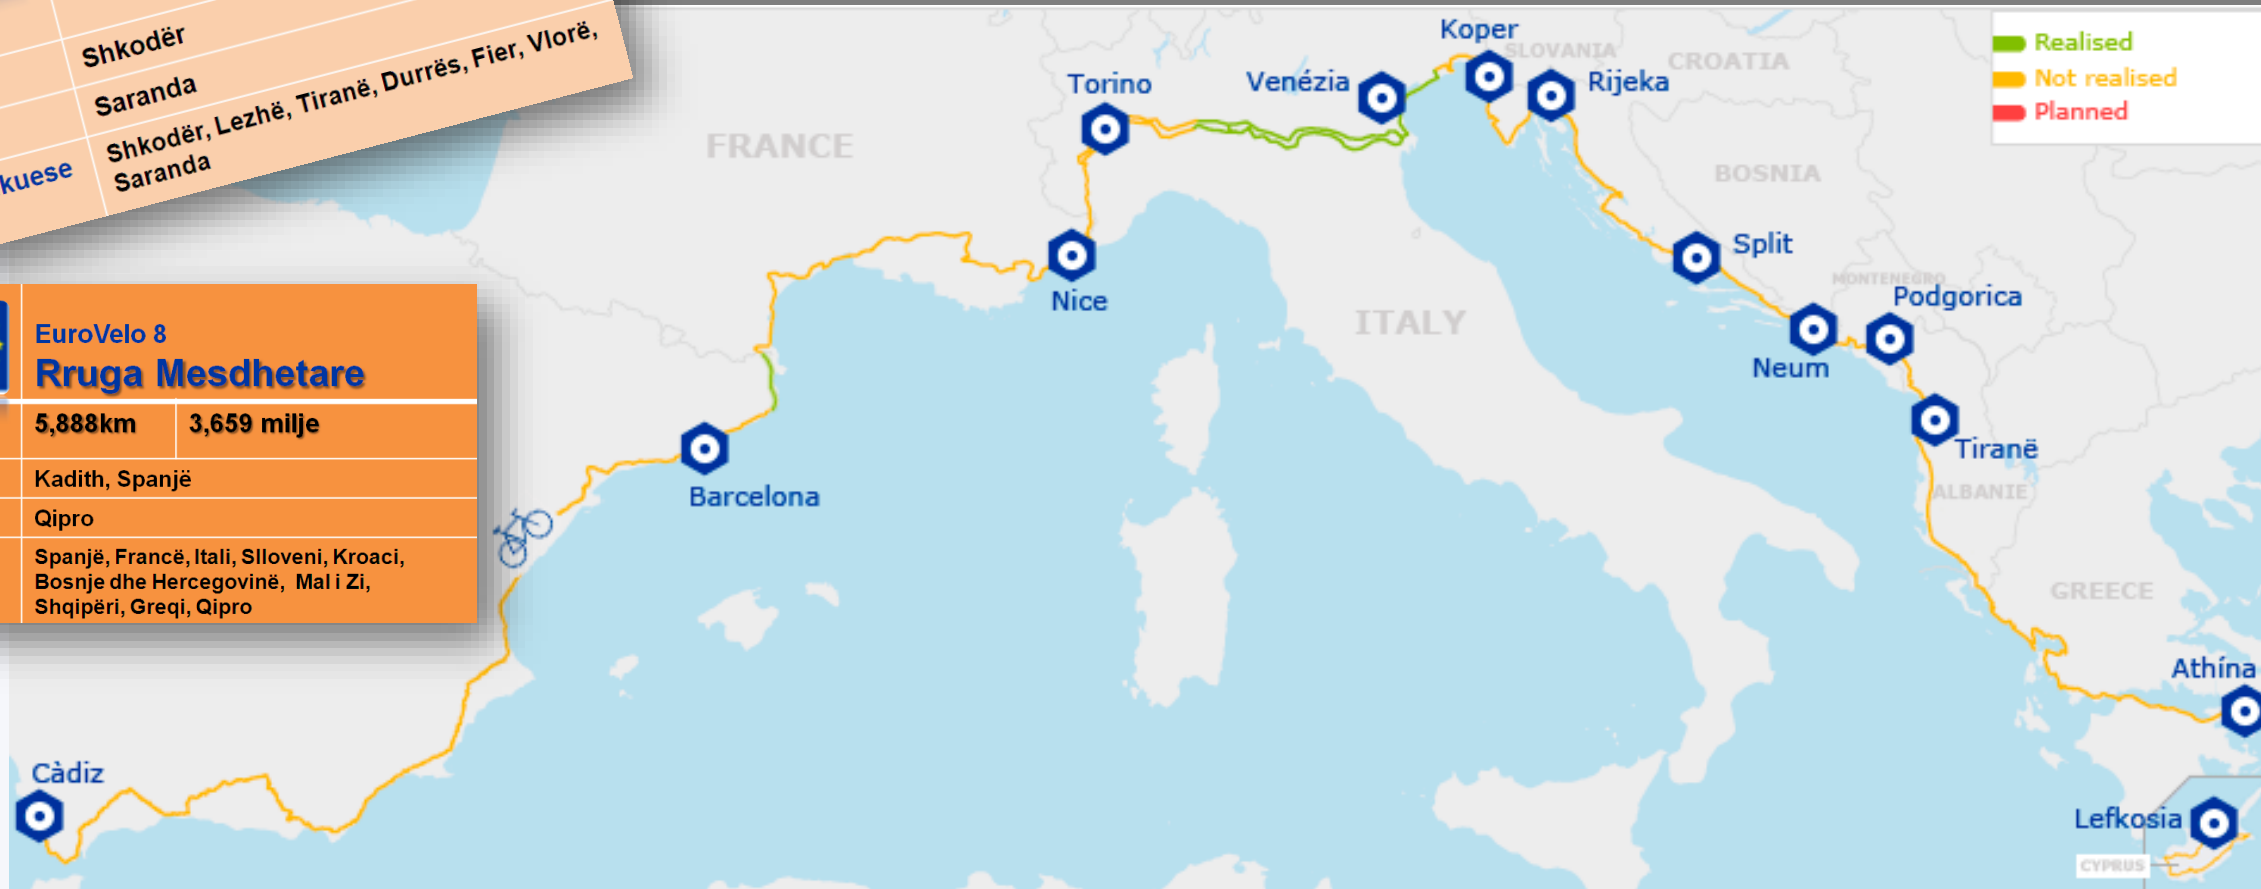 Shkodër
Saranda
kuese
Shkodër, Lezhë, Tiranë, Durrës, Fier, Vlorë,
Saranda
EuroVelo 8
Rruga Mesdhetare
5,888km
3,659 milje
Kadith, Spanjë
Qipro
Spanjë, Francë, Itali, Slloveni, Kroaci,
Bosnje dhe Hercegovinë, Mal i Zi,
Shqipëri, Greqi, Qipro
Realised
Not realised
Planned
Koper
SLOVANIA
CROATIA
Torino
Venézia
Rijeka
FRANCE
BOSNIA
Split
MONTENEGRO
Podgorica
Nice
ITALY
Neum
Tiranë
Barcelona
ALBANIE
GREECE
Athína
Càdiz
Lefkosia
CYPRUS